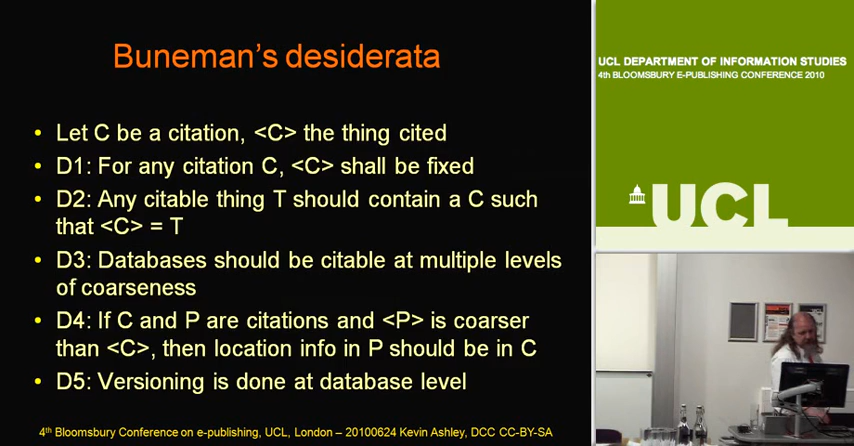 Buneman's desiderata
• Let C be a citation, <C> the thing cited
• D1: For any citation C, <C> shall be fixed
• D2: Any citable thing T should contain a C such
that <C> = T
• D3: Databases should be citable at multiple levels
of coarseness
• D4: If C and P are citations and <P> is coarser
than <C>, then location info in P should be in C
• D5: Versioning is done at database level
4th Bloomsbury Conference on e-publishing, UCL, London – 20100624 Kevin Ashley, DCC CC-BY-SA
UCL DEPARTMENT OF INFORMATION STUDIES
4th BLOOMSBURY E-PUBLISHING CONFERENCE 2010
UCL